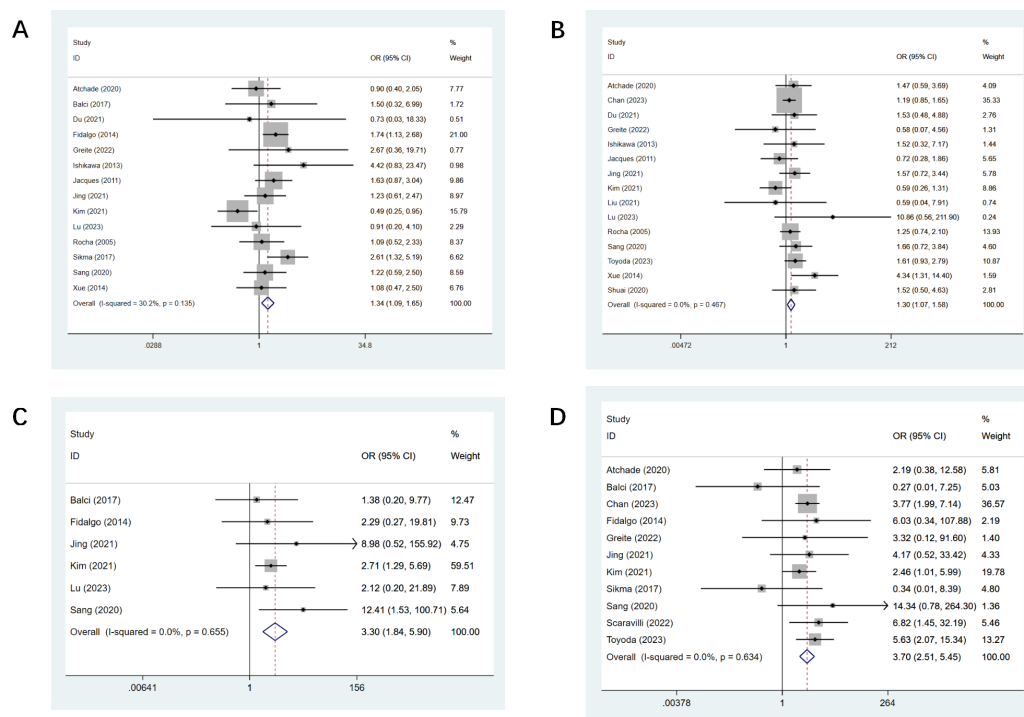 A
Study %
ID OR (95% CI) Weight
Atchade (2020) 0.90 (0.40, 2.05) 7.77
Balci (2017) 1.50 (0.32, 6.99) 1.72
Du (2021) 0.73 (0.03, 18.33) 0.51
Fidalgo (2014) 1.74 (1.13, 2.68) 21.00
Greite (2022) 2.67 (0.36, 19.71) 0.77
Ishikawa (2013) 4.42 (0.83, 23.47) 0.98
Jacques (2011) 1.63 (0.87, 3.04) 9.86
Jing (2021) 1.23 (0.61, 2.47) 8.97
Kim (2021) 0.49 (0.25, 0.95) 15.79
Lu (2023) 0.91 (0.20, 4.10) 2.29
Rocha (2005) 1.09 (0.52, 2.33) 8.37
Sikma (2017) 2.61 (1.32, 5.19) 6.62
Sang (2020) 1.22 (0.59, 2.50) 8.59
Xue (2014) 1.08 (0.47, 2.50) 6.76
Overall (I-squared = 30.2%, p = 0.135) 1.34 (1.09, 1.65) 100.00
.0288 1 34.8
B
Study %
ID OR (95% CI) Weight
Atchade (2020) 1.47 (0.59, 3.69) 4.09
Chan (2023) 1.19 (0.85, 1.65) 35.33
Du (2021) 1.53 (0.48, 4.88) 2.76
Greite (2022) 0.58 (0.07, 4.56) 1.31
Ishikawa (2013) 1.52 (0.32, 7.17) 1.44
Jacques (2011) 0.72 (0.28, 1.86) 5.65
Jing (2021) 1.57 (0.72, 3.44) 5.78
Kim (2021) 0.59 (0.26, 1.31) 8.86
Liu (2021) 0.59 (0.04, 7.91) 0.74
Lu (2023) 10.86 (0.56, 211.90) 0.24
Rocha (2005) 1.25 (0.74, 2.10) 13.93
Sang (2020) 1.66 (0.72, 3.84) 4.60
Toyoda (2023) 1.61 (0.93, 2.79) 10.87
Xue (2014) 4.34 (1.31, 14.40) 1.59
Shuai (2020) 1.52 (0.50, 4.63) 2.81
Overall (I-squared = 0.0%, p = 0.467) 1.30 (1.07, 1.58) 100.00
.00472 1 212
C
Study %
ID OR (95% CI) Weight
Balci (2017) 1.38 (0.20, 9.77) 12.47
Fidalgo (2014) 2.29 (0.27, 19.81) 9.73
Jing (2021) 8.98 (0.52, 155.92) 4.75
Kim (2021) 2.71 (1.29, 5.69) 59.51
Lu (2023) 2.12 (0.20, 21.89) 7.89
Sang (2020) 12.41 (1.53, 100.71) 5.64
Overall (I-squared = 0.0%, p = 0.655) 3.30 (1.84, 5.90) 100.00
.00641 1 156
D
Study %
ID OR (95% CI) Weight
Atchade (2020) 2.19 (0.38, 12.58) 5.81
Balci (2017) 0.27 (0.01, 7.25) 5.03
Chan (2023) 3.77 (1.99, 7.14) 36.57
Fidalgo (2014) 6.03 (0.34, 107.88) 2.19
Greite (2022) 3.32 (0.12, 91.60) 1.40
Jing (2021) 4.17 (0.52, 33.42) 4.33
Kim (2021) 2.46 (1.01, 5.99) 19.78
Sikma (2017) 0.34 (0.01, 8.39) 4.80
Sang (2020) 14.34 (0.78, 264.30) 1.36
Scaravilli (2022) 6.82 (1.45, 32.19) 5.46
Toyoda (2023) 5.63 (2.07, 15.34) 13.27
Overall (I-squared = 0.0%, p = 0.634) 3.70 (2.51, 5.45) 100.00
.00378 1 264